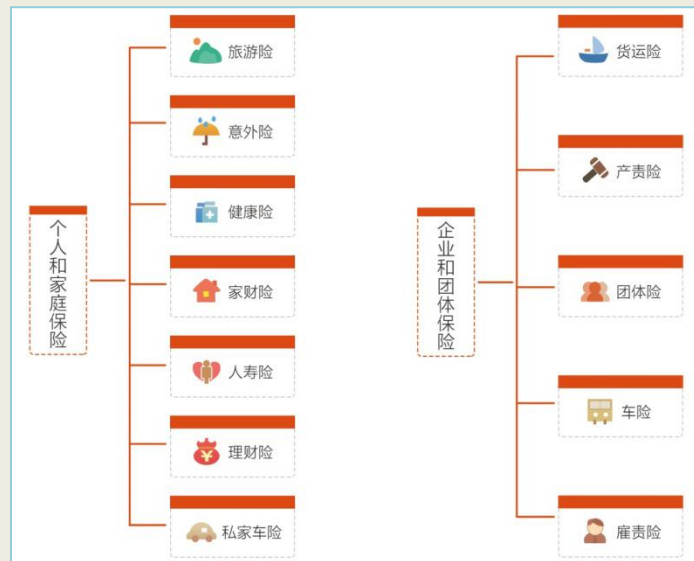 个人和家庭保险
旅游险
意外险
健康险
家财险
人寿险
理财险
私家车险
企业和团体保险
货运险
产责险
团体险
车险
雇责险